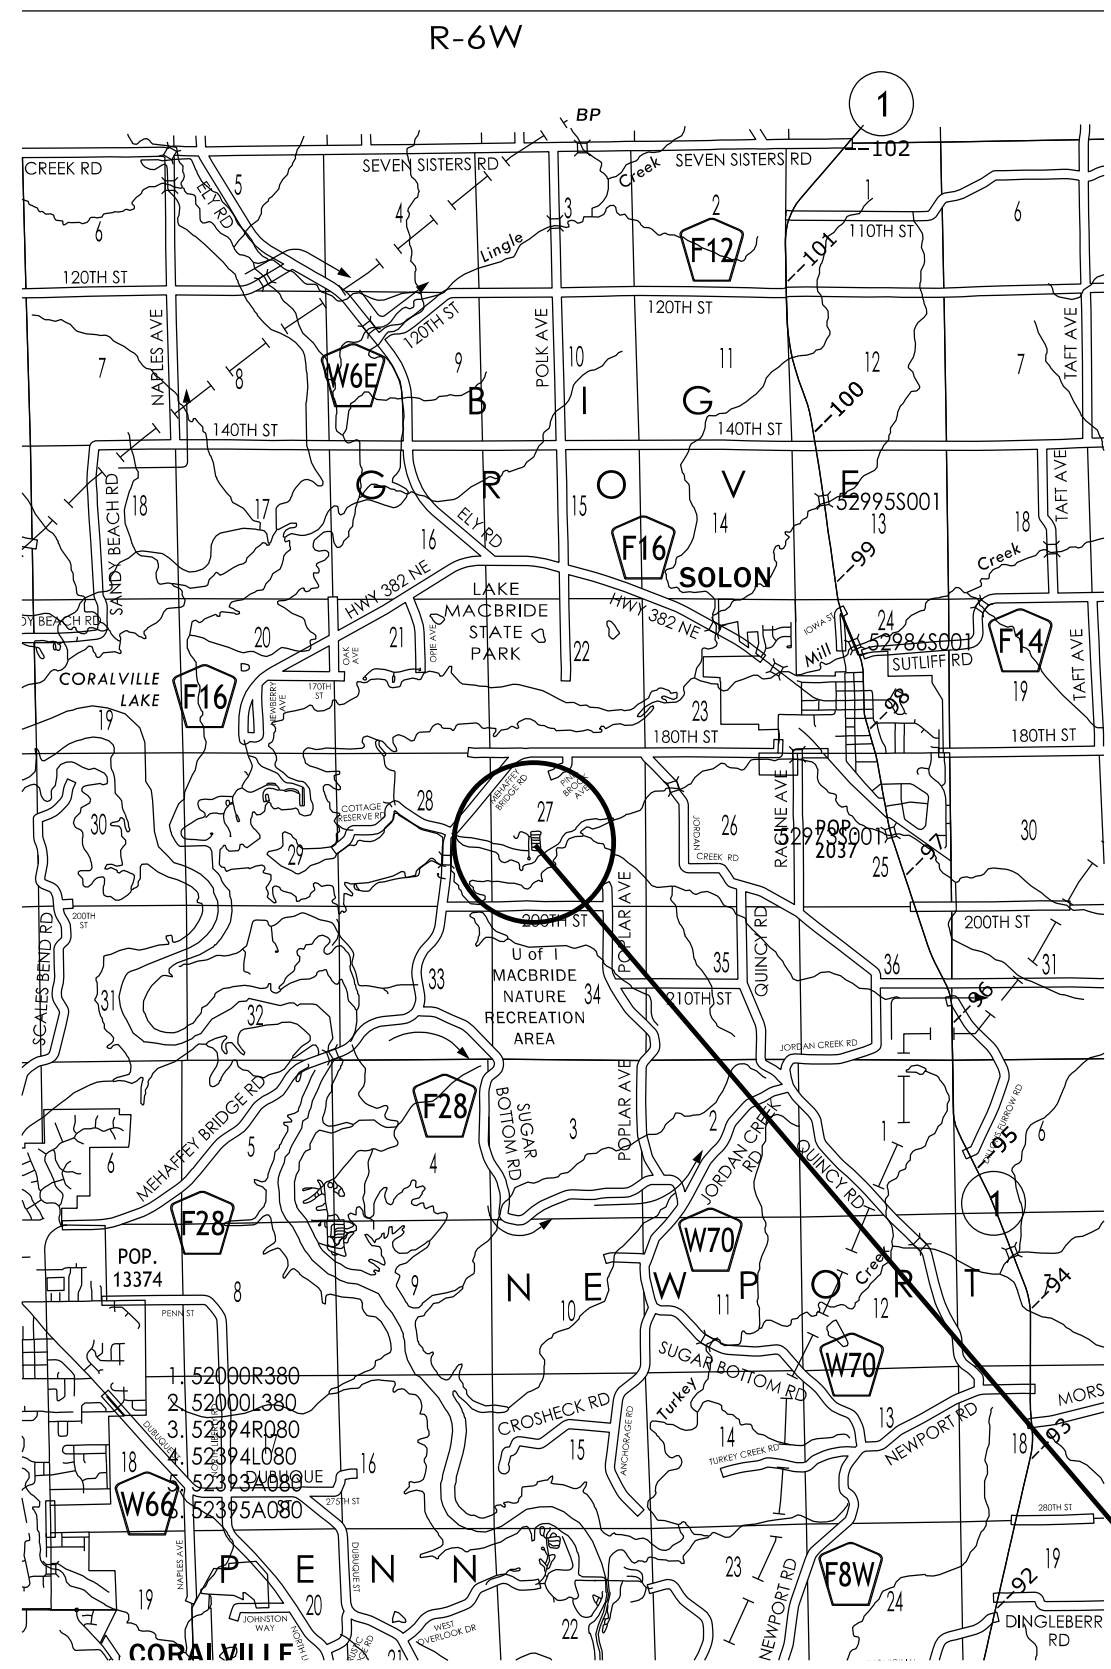 R-6W
1
BP
--102
CREEK RD
SEVEN SISTERS RD
Creek
SEVEN SISTERS RD
5
ELY RD
4
3
2
1
6
6
Lingle
F12
110TH ST
--101
120TH ST
120TH ST
120TH ST
NAPLES AVE
POLK AVE
TAFT AVE
7
8
W6E
9
10
11
12
7
B I G
--100
140TH ST
140TH ST
G R O V E
SANDY BEACH RD
18
17
16
ELY RD
15
14
52995S001
13
18
TAFT AVE
F16
--99
Creek
HWY 382 NE
SOLON
LAKE
MACBRIDE
STATE
PARK
HWY 382 NE
DY BEACH RD
20
21
OAK
AVE
OPIE AVE
22
IOWA ST
Mill
24
52986S001
SUTLIFF RD
F14
TAFT AVE
CORALVILLE
LAKE
F16
170TH
ST
NEWBERRY
AVE
19
23
--98
19
180TH ST
180TH ST
MEHAFFEY
BRIDGE RD
28
27
COTTAGE
RESERVE RD
30
29
JORDAN
CREEK RD
26
RACINE AVE
POP.
2037
52973S001
25
--97
30
SCALES BEND RD
200TH
ST
200TH ST
POPLAR AVE
QUINCY RD
200TH ST
U of I
MACBRIDE
NATURE
RECREATION
AREA
33
34
35
36
31
31
32
210TH ST
--96
JORDAN CREEK RD
MEHAFFEY BRIDGE RD
F28
SUGAR
BOTTOM RD
POPLAR AVE
3
2
JORDAN CREEK
RD
1
QUINCY RD
95
6
6
5
4
F28
W70
1
POP.
13374
N E W P O R T
Creek
--94
8
9
10
11
12
7
PENN ST
SUGAR BOTTOM RD
W70
1. 52000R380
2. 52000L380
3. 52394R080
4. 52394L080
5. 52393A080
6. 52395A080
CROSHECK RD
Turkey
13
NEWPORT RD
MORS
18
--93
DUBUQUE ST
18
DUBUQUE
ST
16
15
ANCHORAGE RD
14
TURKEY CREEK RD
W66
275TH ST
280TH ST
NAPLES AVE
P E N N
DUBUQUE ST
23
F8W
19
NEWPORT RD
19
20
22
24
--92
JOHNSTON
WAY
WEST
OVERLOOK DR
21
DINGLEBERR
RD
CORALVILLE